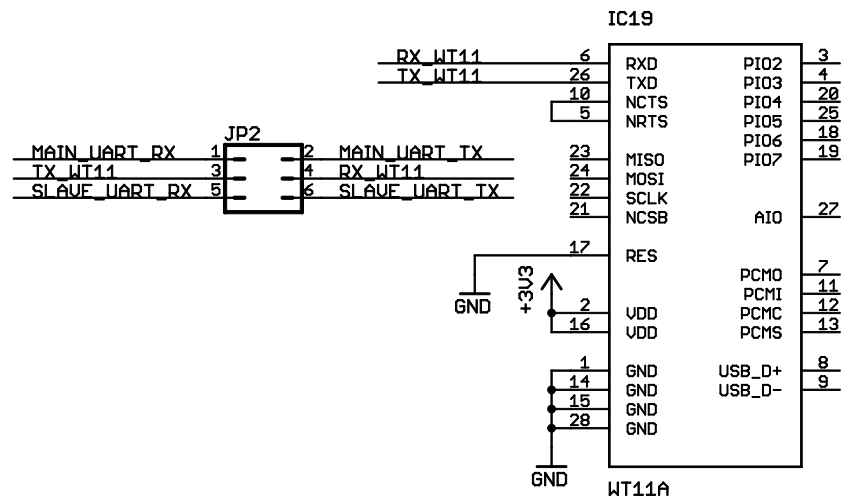 IC19
RX_WT11 6 RXD PIO2 3
TX_WT11 26 TXD PIO3 4
10 NCTS PIO4 20
5 NRTS PIO5 25
PIO6 18
JP2
MAIN_UART_RX 1 2 MAIN_UART_TX 23 MISO PIO7 19
TX_WT11 3 4 RX_WT11 24 MOSI
SLAVE_UART_RX 5 6 SLAVE_UART_TX 22 SCLK
21 NCSB AIO 27
17 RES
GND
+3V3
PCMO 7
PCMI 11
2 VDD PCMC 12
16 VDD PCMS 13
1 GND USB_D+ 8
14 GND USB_D- 9
15 GND
28 GND
GND
WT11A